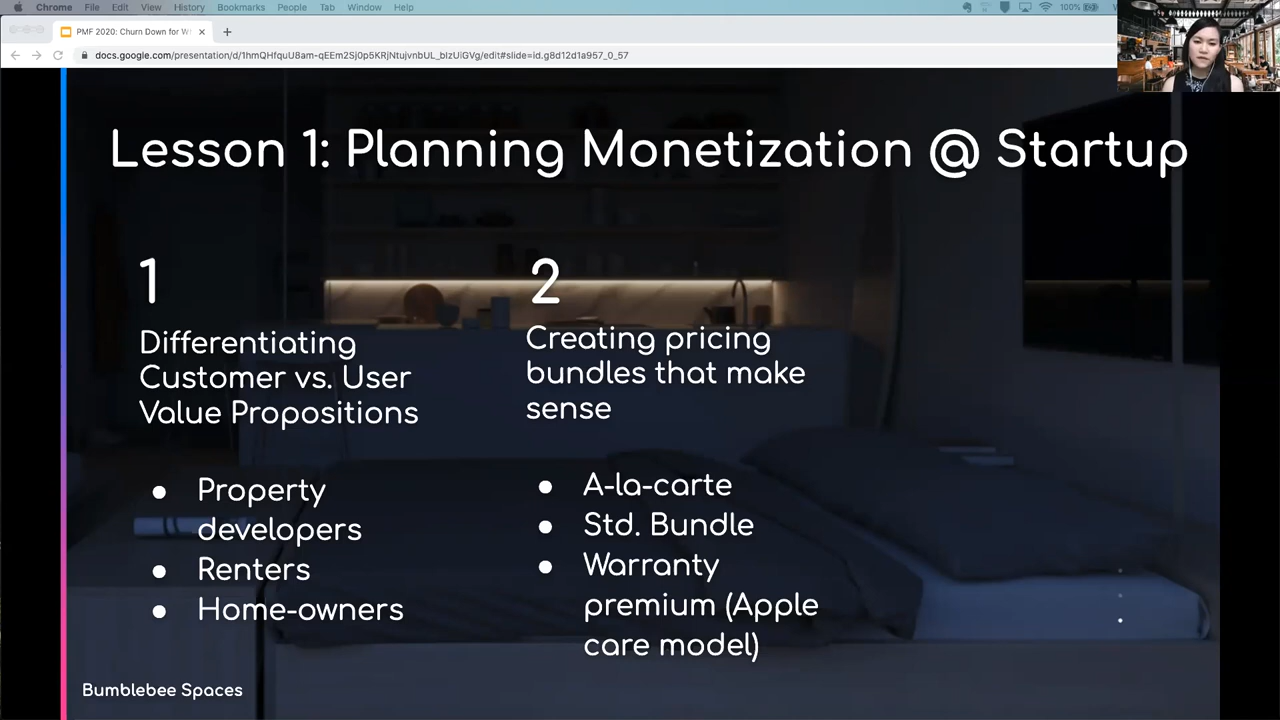 Chrome File Edit View History Bookmarks People Tab Window Help 100%
PMF 2020: Churn Down for W
docs.google.com/presentation/d/1hmQHfquU8am-qEEm2Sj0p5KRjNtujvnbUL_bIzUiGVg/edit#slide=id.g8d12d1a957_0_57
Lesson 1: Planning Monetization @ Startup
1
Differentiating
Customer vs. User
Value Propositions
● Property
developers
● Renters
● Home-owners
2
Creating pricing
bundles that make
sense
● A-la-carte
● Std. Bundle
● Warranty
premium (Apple
care model)
Bumblebee Spaces